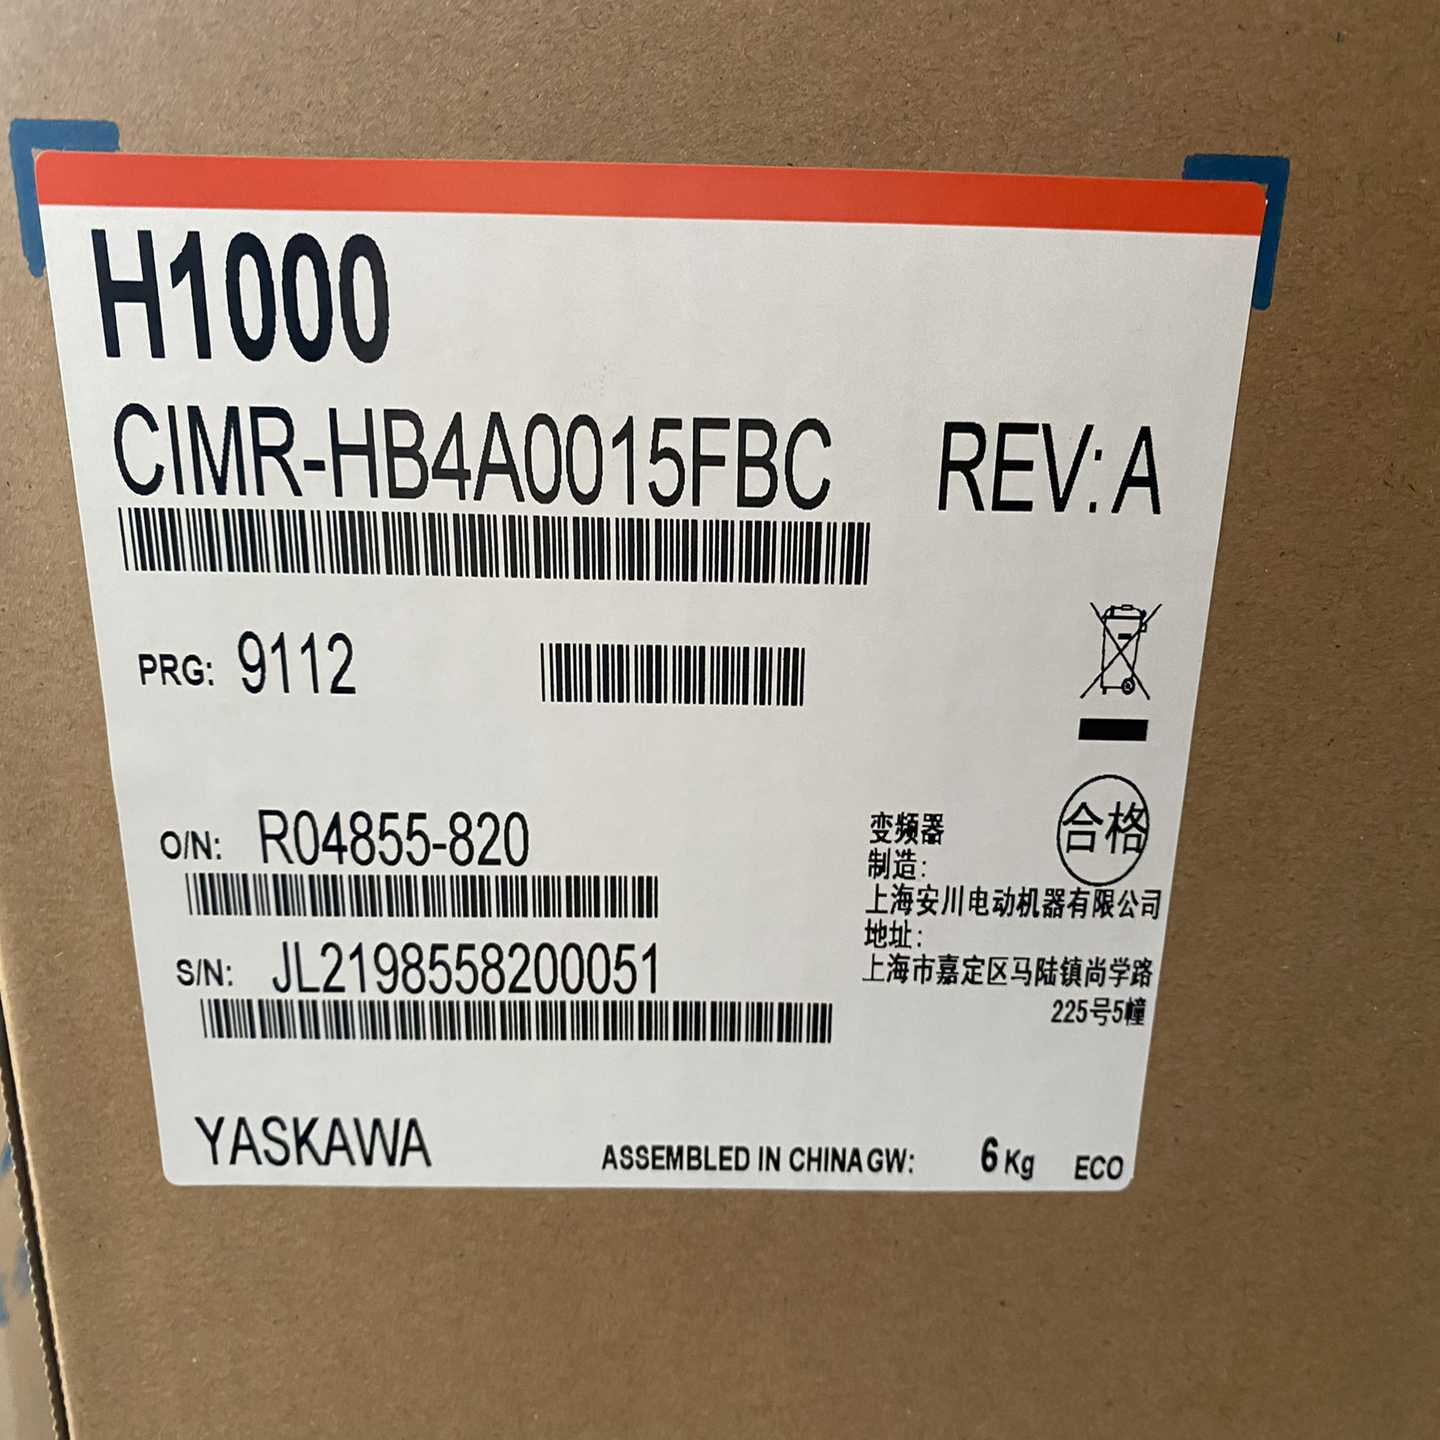 H1000
CIMR-HB4A0015FBC REV: A
PRG: 9112
O/N: R04855-820
S/N: JL2198558200051
合格
变频器
制造:
上海安川电动机器有限公司
地址:
上海市嘉定区马陆镇尚学路
225号5幢
YASKAWA ASSEMBLED IN CHINA GW: 6 Kg ECO